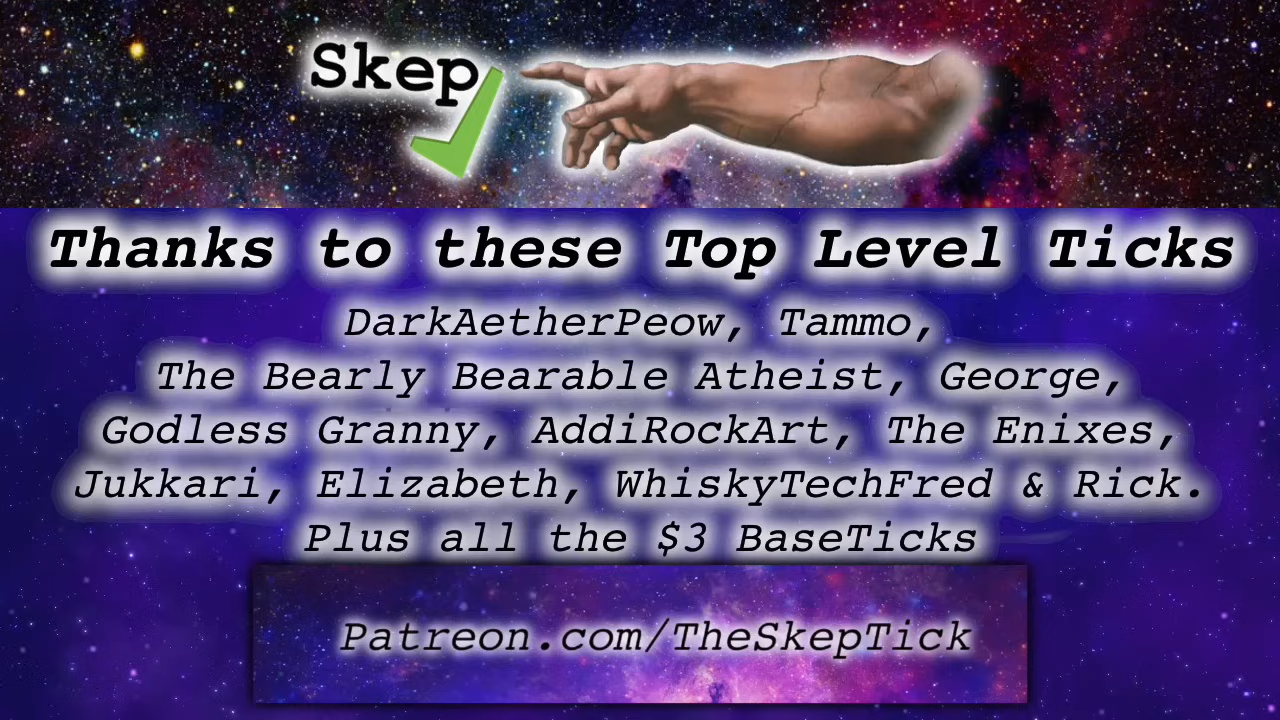 Skep
Thanks to these Top Level Ticks
DarkAetherPeow, Tammo,
The Bearly Bearable Atheist, George,
Godless Granny, AddiRockArt, The Enixes,
Jukkari, Elizabeth, WhiskyTechFred & Rick.
Plus all the $3 BaseTicks
Patreon.com/TheSkepTick